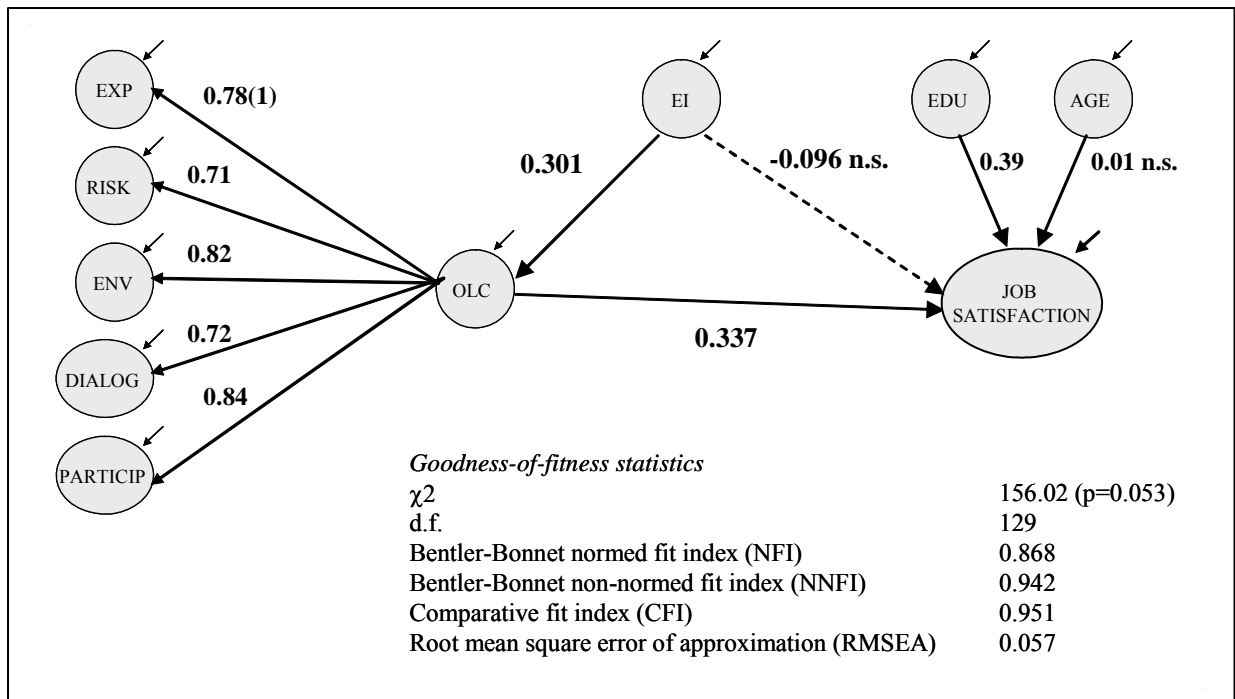 EXP
0.78(1)
RISK
0.71
ENV
0.82
DIALOG
0.72
PARTICIP
0.84
OLC
EI
0.301
-0.096 n.s.
EDU
0.39
AGE
0.01 n.s.
0.337
JOB
SATISFACTION
Goodness-of-fitness statistics
χ2 156.02 (p=0.053)
d.f. 129
Bentler-Bonnet normed fit index (NFI) 0.868
Bentler-Bonnet non-normed fit index (NNFI) 0.942
Comparative fit index (CFI) 0.951
Root mean square error of approximation (RMSEA) 0.057